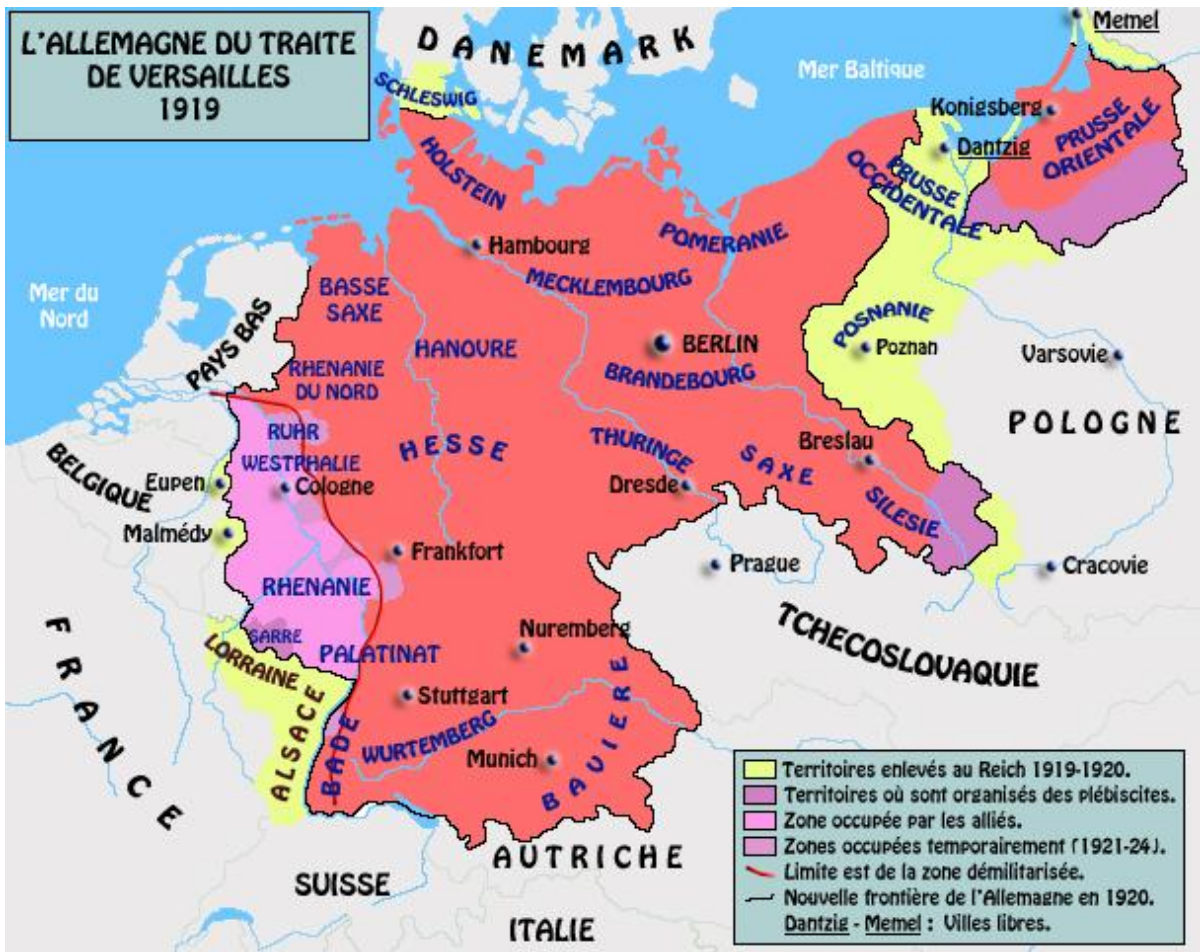 L'ALLEMAGNE DU TRAITE
DE VERSAILLES
1919
DANEMARK
Memel
Mer Baltique
SCHLESWIG
Konigsberg
PRUSSE
ORIENTALE
Dantzig
PRUSSE
OCCIDENTALE
HOLSTEIN
Hambourg
POMERANIE
MECKLEMBOURG
Mer du
Nord
BASSE
SAXE
PAYS BAS
HANOVRE
BERLIN
POSNANIE
Poznan
Varsovie
RHENANIE
DU NORD
BRANDEBOURG
POLOGNE
RUHR
WESTPHALIE
HESSE
THURINGE
SAXE
Breslau
BELGIQUE
Eupen
Cologne
Dresde
SILESIE
Malmédy
Frankfort
Prague
Cracovie
RHENANIE
FRANCE
SARRE
LORRAINE
PALATINAT
Nuremberg
TCHECOSLOVAQUIE
Stuttgart
ALSACE
BADE
WURTEMBERG
Munich
BAVIERE
AUTRICHE
SUISSE
ITALIE
Territoires enlevés au Reich 1919-1920.
Territoires où sont organisés des plébiscites.
Zone occupée par les alliés.
Zones occupées temporairement (1921-24).
Limite est de la zone démilitarisée.
Nouvelle frontière de l'Allemagne en 1920.
Dantzig - Memel : Villes libres.